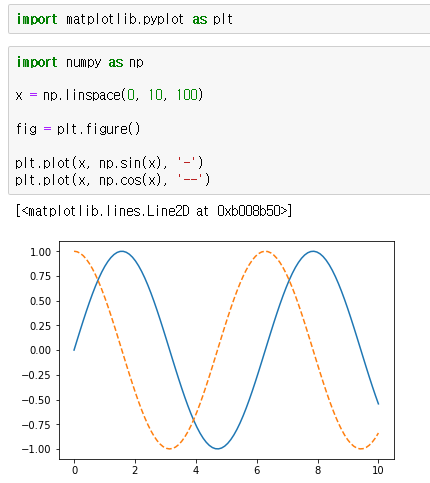 import matplotlib.pyplot as plt
import numpy as np
x = np.linspace(0, 10, 100)
fig = plt.figure()
plt.plot(x, np.sin(x), '-')
plt.plot(x, np.cos(x), '--')
[<matplotlib.lines.Line2D at 0xb008b50>]
1.00
0.75
0.50
0.25
0.00
−0.25
−0.50
−0.75
−1.00
0 2 4 6 8 10